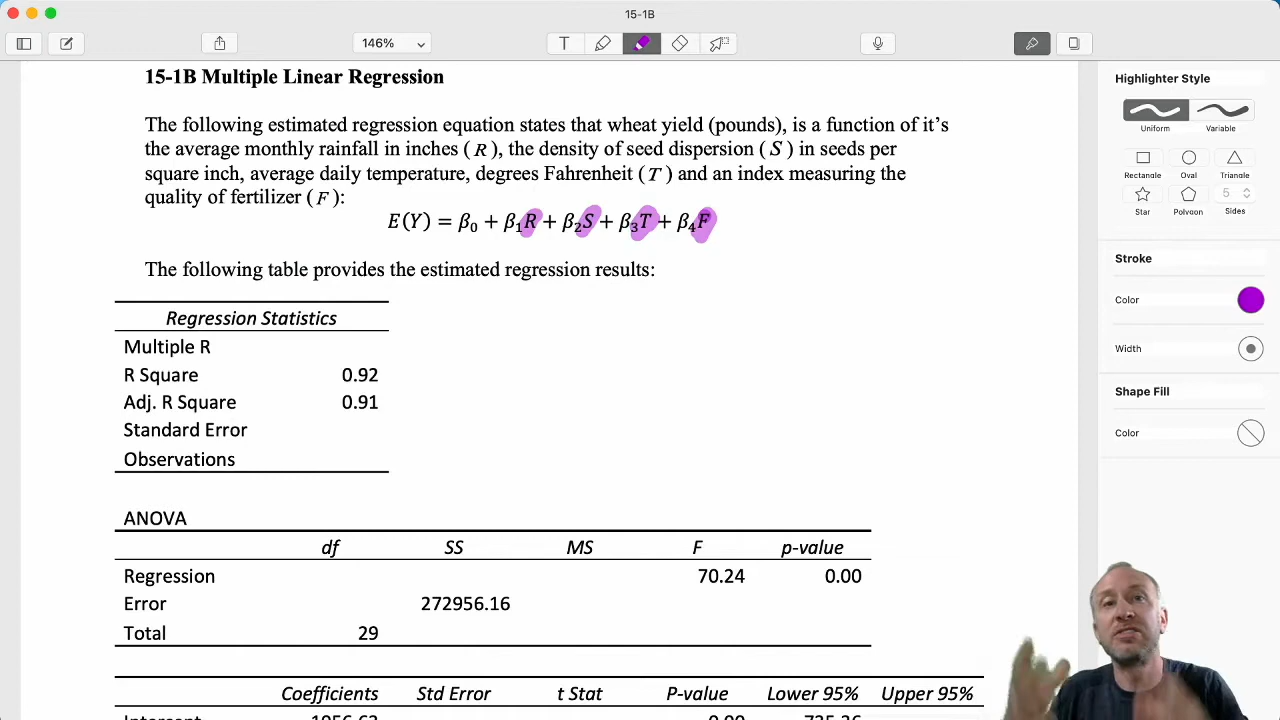 15-1B
146%
T
Highlighter Style
Uniform
Variable
Rectangle
Oval
Triangle
Star
Polygon
5
Sides
Stroke
Color
Width
Shape Fill
Color
15-1B Multiple Linear Regression
The following estimated regression equation states that wheat yield (pounds), is a function of it’s
the average monthly rainfall in inches ( R ), the density of seed dispersion ( S ) in seeds per
square inch, average daily temperature, degrees Fahrenheit ( T ) and an index measuring the
quality of fertilizer ( F ):
E(Y) = β₀ + β₁R + β₂S + β₃T + β₄F
The following table provides the estimated regression results:
Regression Statistics
Multiple R
R Square 0.92
Adj. R Square 0.91
Standard Error
Observations
ANOVA
df SS MS F p-value
Regression 70.24 0.00
Error 272956.16
Total 29
Coefficients Std Error t Stat P-value Lower 95% Upper 95%